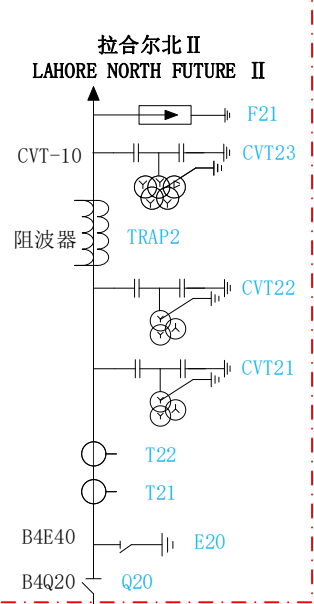 拉合尔北Ⅱ
LAHORE NORTH FUTURE Ⅱ
F21
CVT-10 CVT23
阻波器 TRAP2
CVT22
CVT21
T22
T21
B4E40 E20
B4Q20 Q20